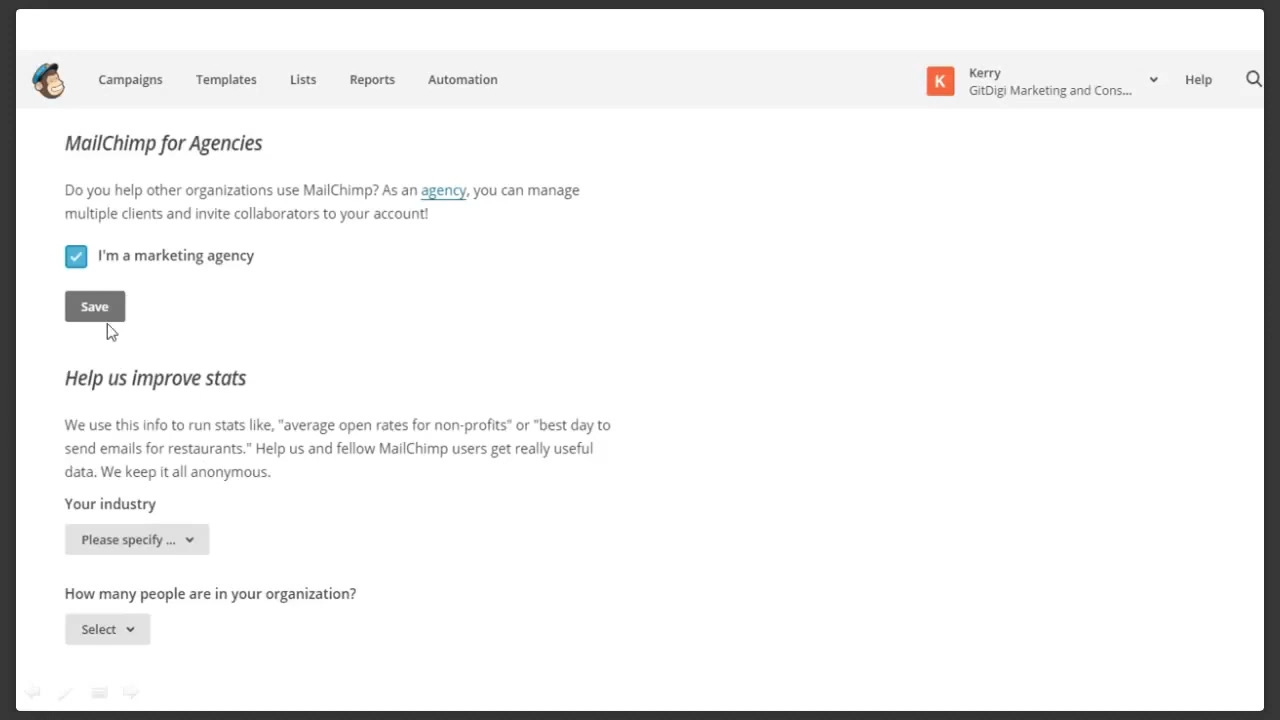 Campaigns
Templates
Lists
Reports
Automation
K
Kerry
GitDigi Marketing and Cons...
Help
MailChimp for Agencies
Do you help other organizations use MailChimp? As an agency, you can manage
multiple clients and invite collaborators to your account!
I'm a marketing agency
Save
Help us improve stats
We use this info to run stats like, "average open rates for non-profits" or "best day to
send emails for restaurants." Help us and fellow MailChimp users get really useful
data. We keep it all anonymous.
Your industry
Please specify ...
How many people are in your organization?
Select